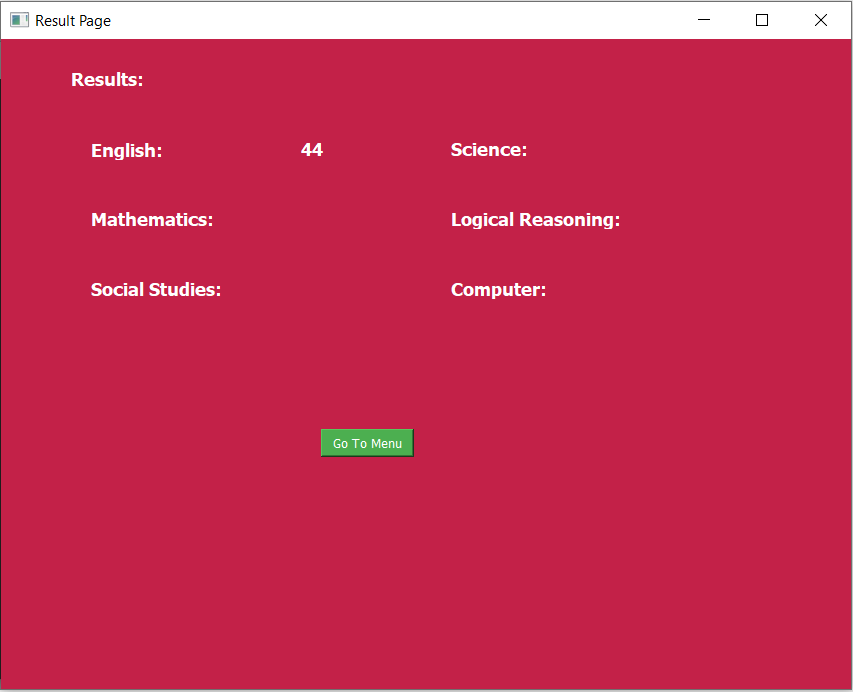 Result Page
Results:
English: 44 Science:
Mathematics: Logical Reasoning:
Social Studies: Computer:
Go To Menu